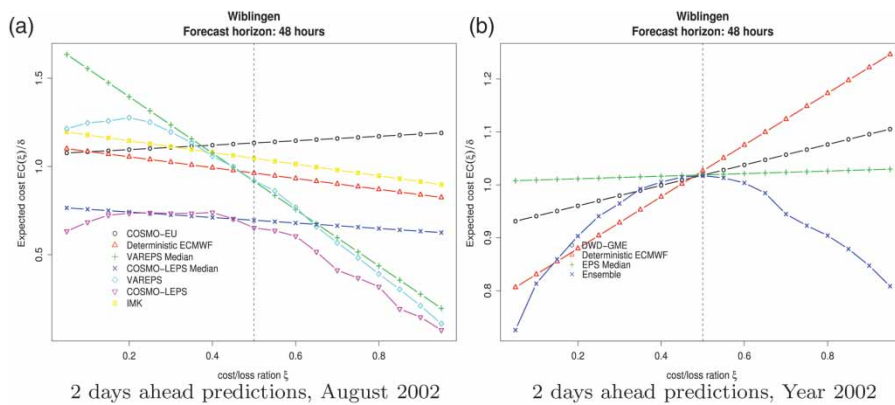 (a)
Wiblingen
Forecast horizon: 48 hours
Expected cost EC(ξ)/δ
1.5
1.0
0.5
COSMO-EU
Deterministic ECMWF
VAREPS Median
COSMO-LEPS Median
VAREPS
COSMO-LEPS
IMK
0.2 0.4 0.6 0.8
cost/loss ration ξ
2 days ahead predictions, August 2002
(b)
Wiblingen
Forecast horizon: 48 hours
Expected cost EC(ξ)/δ
1.2
1.1
1.0
0.9
0.8
DWD-GME
Deterministic ECMWF
EPS Median
Ensemble
0.2 0.4 0.6 0.8
cost/loss ration ξ
2 days ahead predictions, Year 2002